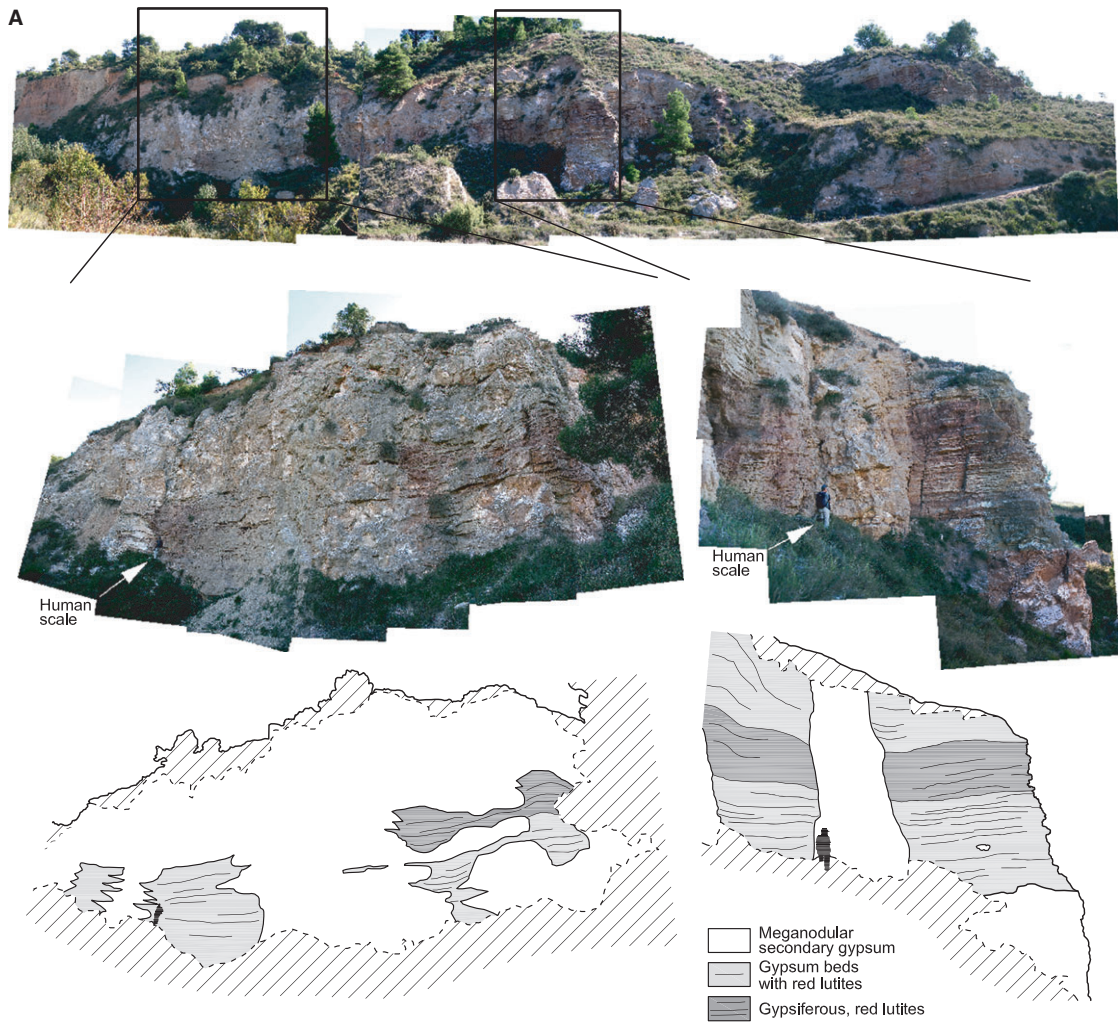 A
Human
scale
Human
scale
Meganodular
secondary gypsum
Gypsum beds
with red lutites
Gypsiferous, red lutites